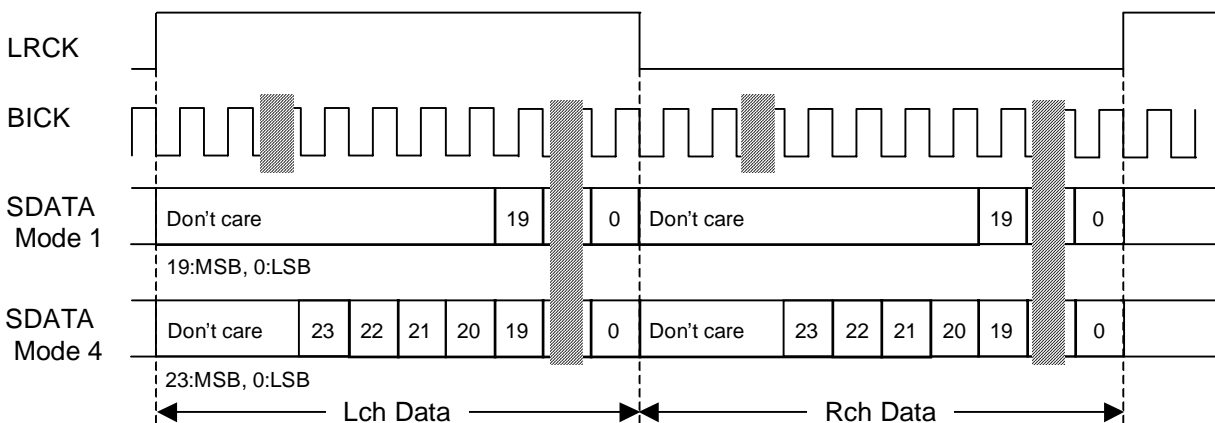 LRCK
BICK
SDATA
Mode 1
Don't care 19 0 Don't care 19 0
19:MSB, 0:LSB
SDATA
Mode 4
Don't care 23 22 21 20 19 0 Don't care 23 22 21 20 19 0
23:MSB, 0:LSB
Lch Data Rch Data